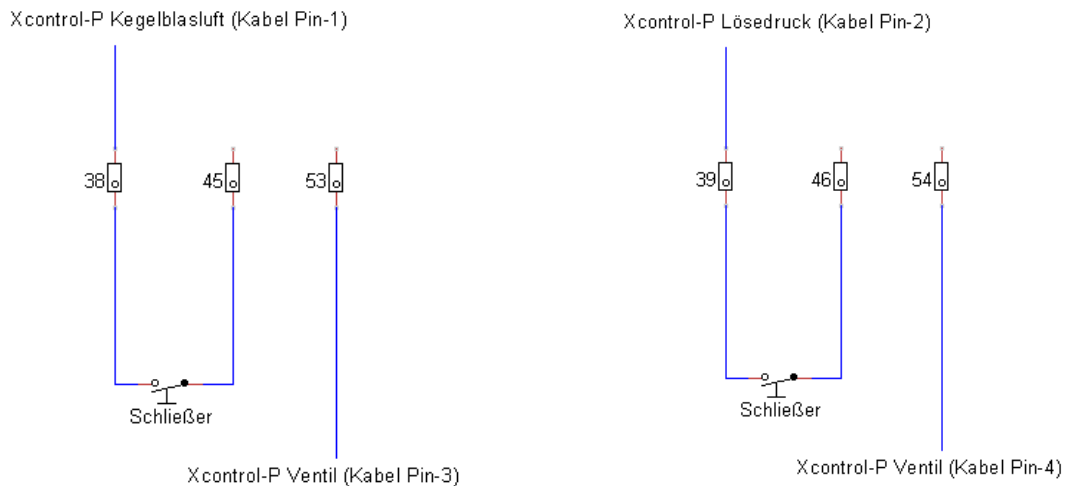 Xcontrol-P Kegelblasluft (Kabel Pin-1)
38
45
53
Schließer
Xcontrol-P Ventil (Kabel Pin-3)
Xcontrol-P Lösedruck (Kabel Pin-2)
39
46
54
Schließer
Xcontrol-P Ventil (Kabel Pin-4)